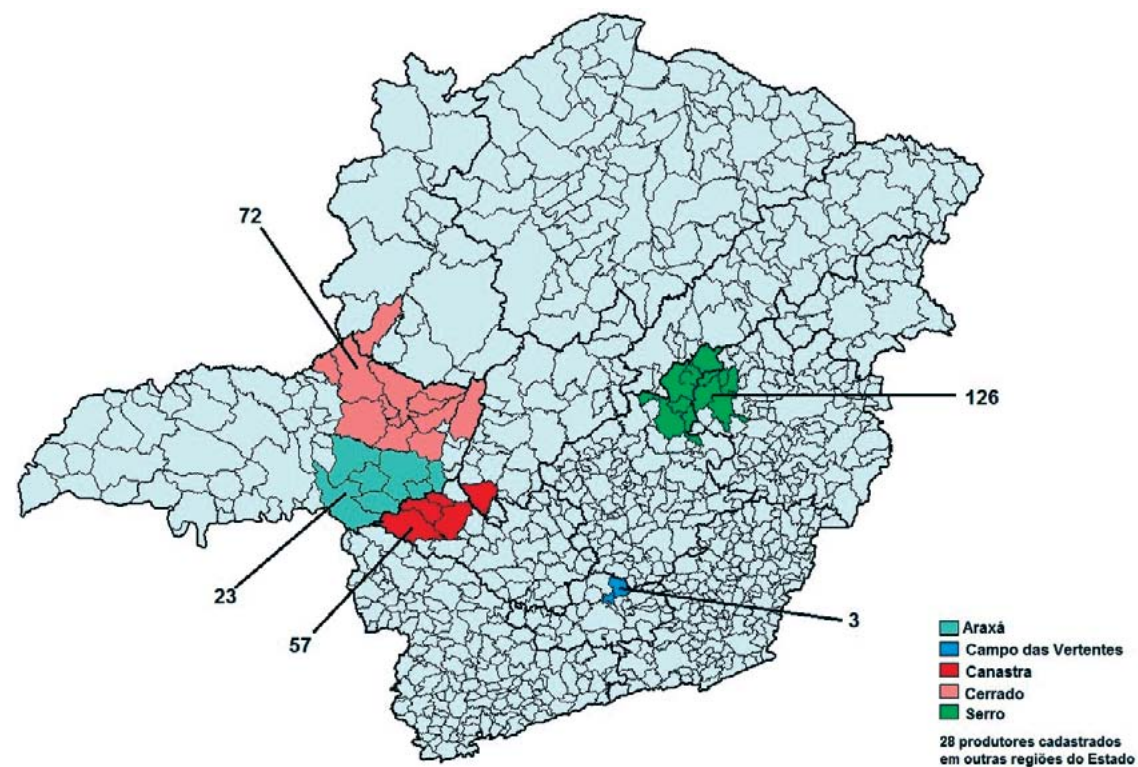 72
126
23
57
3
Araxá
Campo das Vertentes
Canastra
Cerrado
Serro
28 produtores cadastrados
em outras regiões do Estado